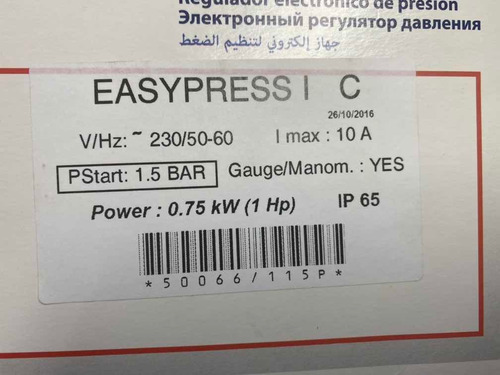 Regulador electrónico de presión
Электронный регулятор давления
جهاز إلكتروني لتنظيم الضغط
EASYPRESS I C
26/10/2016
V/Hz: ~ 230/50-60 I max : 10 A
PStart: 1.5 BAR Gauge/Manom. : YES
Power : 0.75 kW (1 Hp) IP 65
*50066/115P*